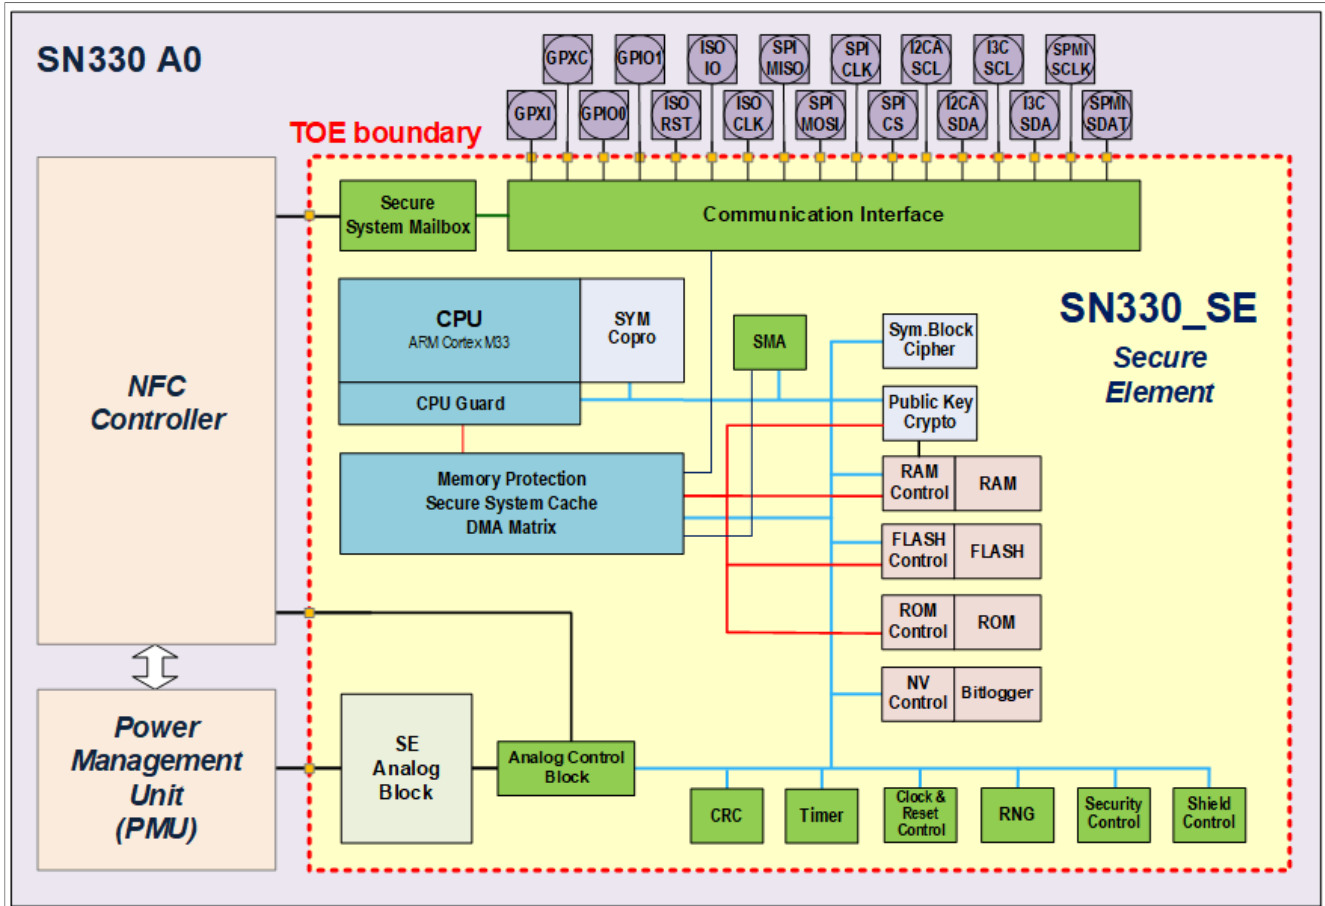 SN330 A0
GPXC
GPIO1
ISO
IO
SPI
MISO
SPI
CLK
I2CA
SCL
I3C
SCL
SPMI
SCLK
GPXI
GPIO0
ISO
RST
ISO
CLK
SPI
MOSI
SPI
CS
I2CA
SDA
I3C
SDA
SPMI
SDAT
TOE boundary
Secure
System Mailbox
Communication Interface
SN330_SE
Secure
Element
NFC
Controller
CPU
ARM Cortex M33
SYM
Copro
CPU Guard
SMA
Sym.Block
Cipher
Public Key
Crypto
Memory Protection
Secure System Cache
DMA Matrix
RAM
Control
RAM
FLASH
Control
FLASH
ROM
Control
ROM
NV
Control
Bitlogger
Power
Management
Unit
(PMU)
SE
Analog
Block
Analog Control
Block
CRC
Timer
Clock &
Reset
Control
RNG
Security
Control
Shield
Control